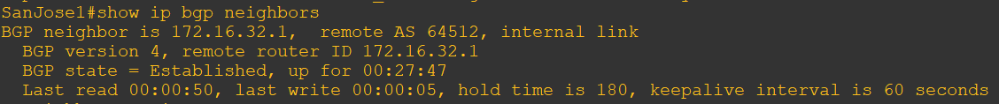 SanJose1#show ip bgp neighbors
BGP neighbor is 172.16.32.1,  remote AS 64512, internal link
  BGP version 4, remote router ID 172.16.32.1
  BGP state = Established, up for 00:27:47
  Last read 00:00:50, last write 00:00:05, hold time is 180, keepalive interval is 60 seconds